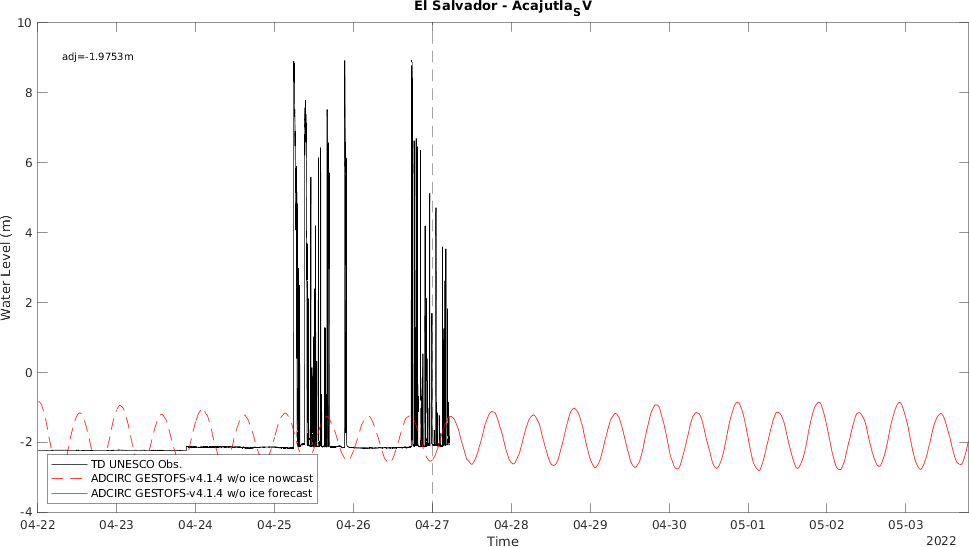 El Salvador - AcajutlaSV
adj=-1.9753m
10
8
6
4
2
0
-2
-4
Water Level (m)
TD UNESCO Obs.
ADCIRC GESTOFS-v4.1.4 w/o ice nowcast
ADCIRC GESTOFS-v4.1.4 w/o ice forecast
04-22 04-23 04-24 04-25 04-26 04-27 04-28 04-29 04-30 05-01 05-02 05-03
Time
2022